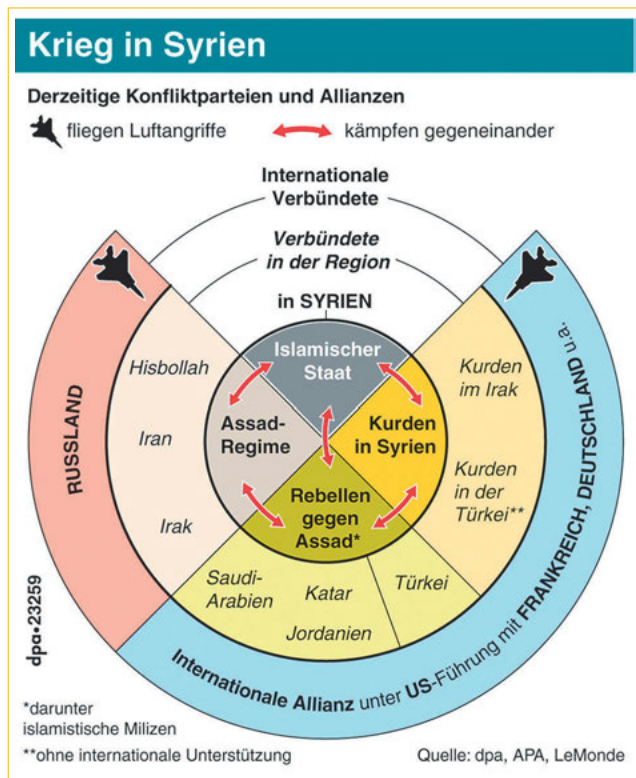 Krieg in Syrien
Derzeitige Konfliktparteien und Allianzen
fliegen Luftangriffe
kämpfen gegeneinander
Internationale
Verbündete
Verbündete
in der Region
in SYRIEN
Islamischer
Staat
Assad-
Regime
Kurden
in Syrien
Rebellen
gegen
Assad*
Hisbollah
Iran
Irak
RUSSLAND
Kurden
im Irak
Kurden
in der
Türkei**
Saudi-
Arabien
Katar
Jordanien
Türkei
Internationale Allianz unter US-Führung mit FRANKREICH, DEUTSCHLAND u.a.
dpa•23259
*darunter
islamistische Milizen
**ohne internationale Unterstützung
Quelle: dpa, APA, LeMonde